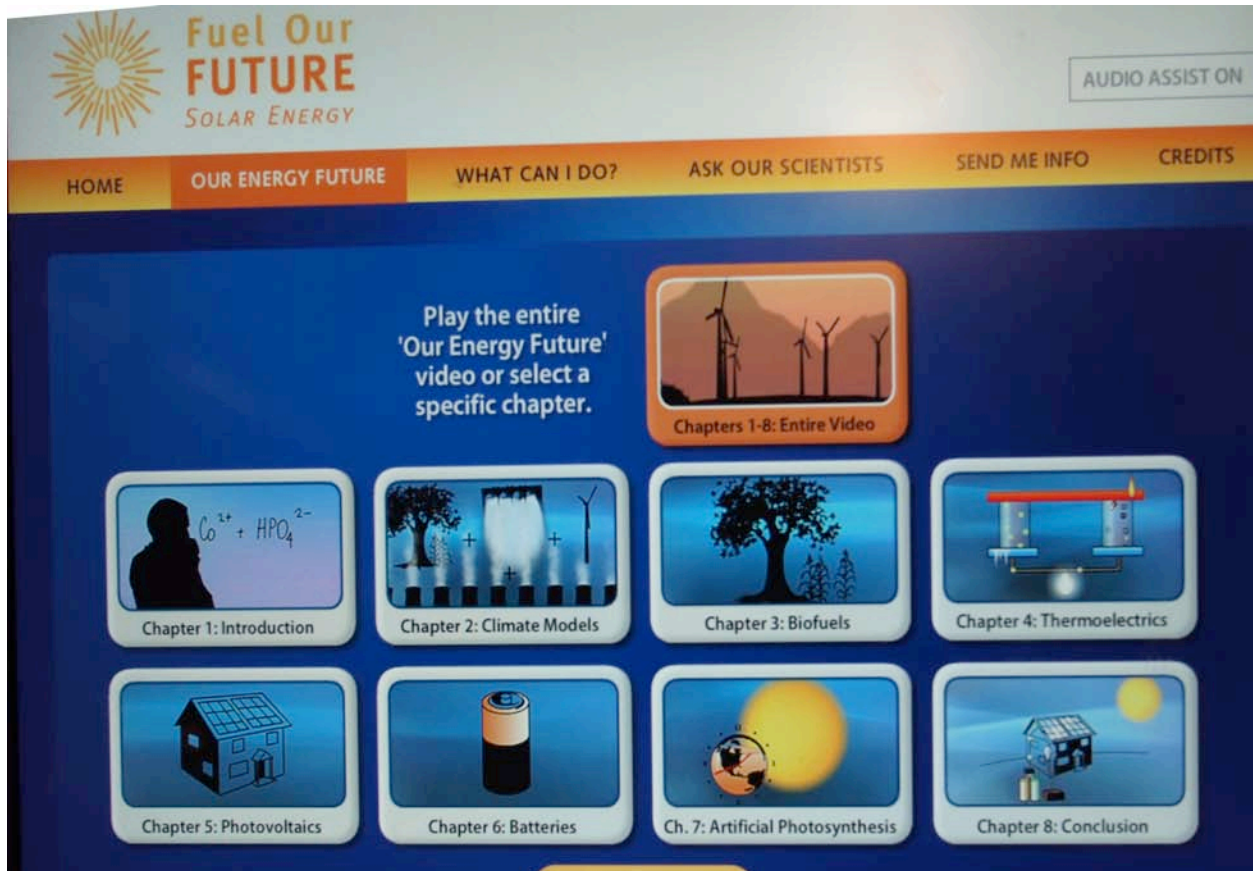 Fuel Our
FUTURE
SOLAR ENERGY
AUDIO ASSIST ON
HOME
OUR ENERGY FUTURE
WHAT CAN I DO?
ASK OUR SCIENTISTS
SEND ME INFO
CREDITS
Play the entire
'Our Energy Future'
video or select a
specific chapter.
Chapters 1-8: Entire Video
Co²⁺ + HPO₄²⁻
Chapter 1: Introduction
+ + +
Chapter 2: Climate Models
Chapter 3: Biofuels
Chapter 4: Thermoelectrics
Chapter 5: Photovoltaics
Chapter 6: Batteries
Ch. 7: Artificial Photosynthesis
Chapter 8: Conclusion